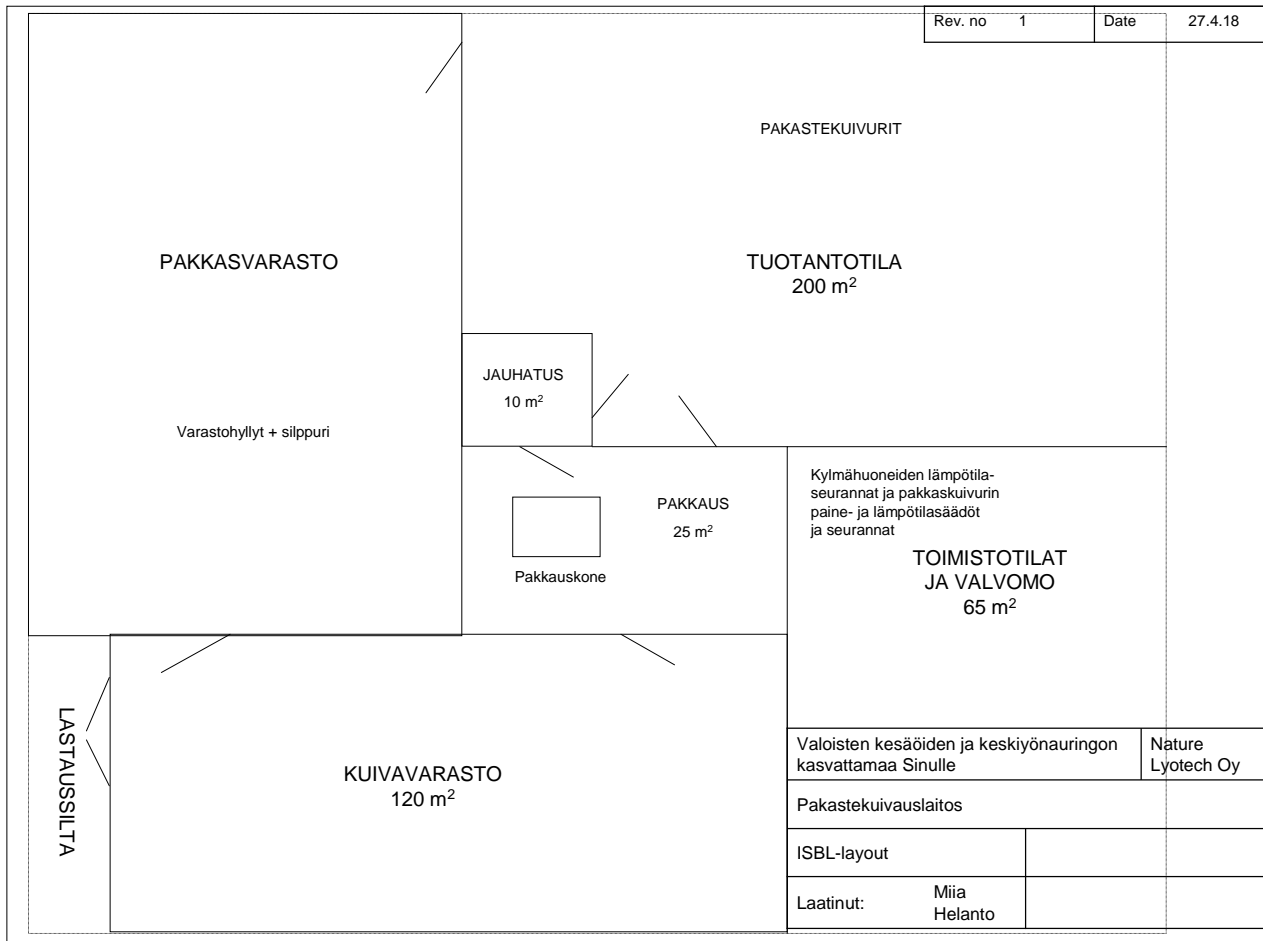 Rev. no 1 Date 27.4.18
PAKASTEKUIVURIT
PAKKASVARASTO
TUOTANTOTILA
200 m²
JAUHATUS
10 m²
Varastohyllyt + silppuri
Kylmähuoneiden lämpötila-
seurannat ja pakkaskuivurin
paine- ja lämpötilasäädöt
ja seurannat
PAKKAUS
25 m²
Pakkauskone
TOIMISTOTILAT
JA VALVOMO
65 m²
LASTAUSSILTA
KUIVAVARASTO
120 m²
Valoisten kesäöiden ja keskiyönauringon
kasvattamaa Sinulle
Nature
Lyotech Oy
Pakastekuivauslaitos
ISBL-layout
Laatinut:
Miia
Helanto